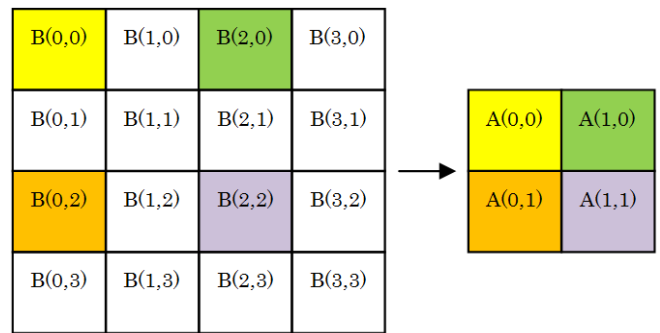 B(0,0) B(1,0) B(2,0) B(3,0)
B(0,1) B(1,1) B(2,1) B(3,1)
B(0,2) B(1,2) B(2,2) B(3,2)
B(0,3) B(1,3) B(2,3) B(3,3)
A(0,0) A(1,0)
A(0,1) A(1,1)